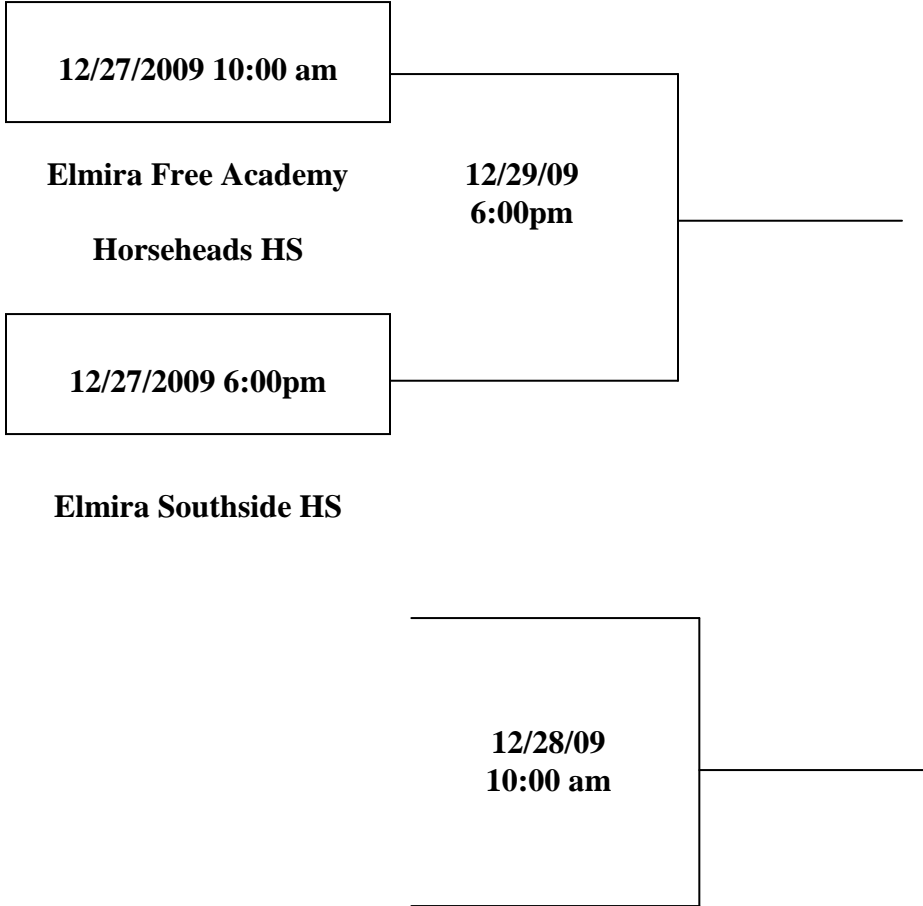 12/27/2009 10:00 am
Elmira Free Academy
12/29/09
6:00pm
Horseheads HS
12/27/2009 6:00pm
Elmira Southside HS
12/28/09
10:00 am